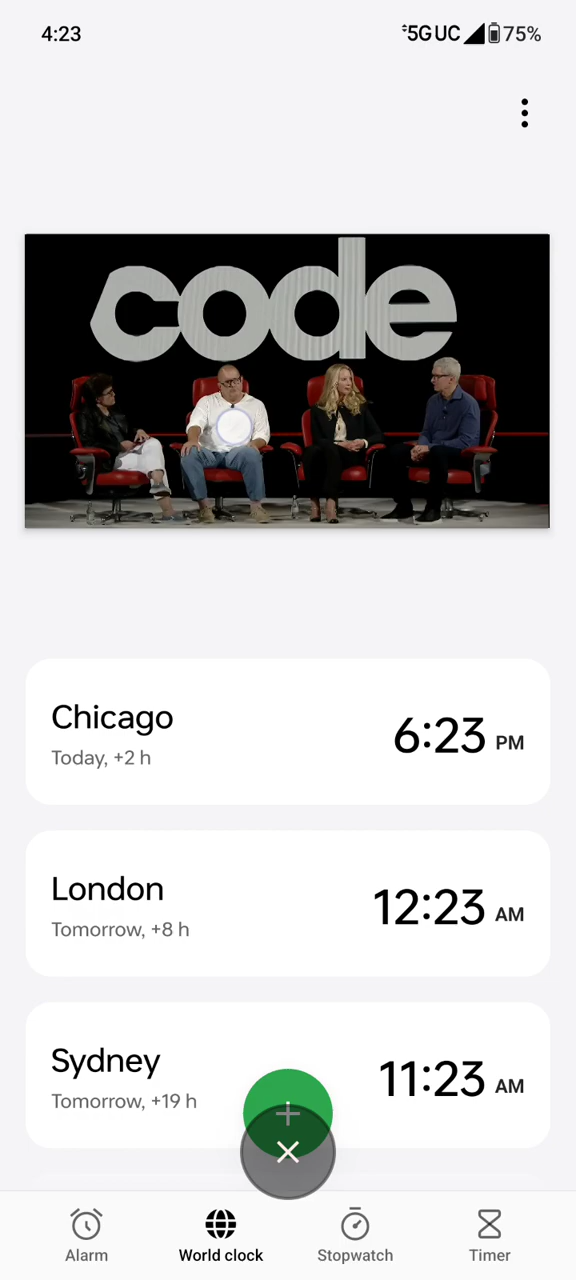 4:23
5G UC 75%
code
Chicago
Today, +2 h
6:23 PM
London
Tomorrow, +8 h
12:23 AM
Sydney
Tomorrow, +19 h
11:23 AM
Alarm World clock Stopwatch Timer